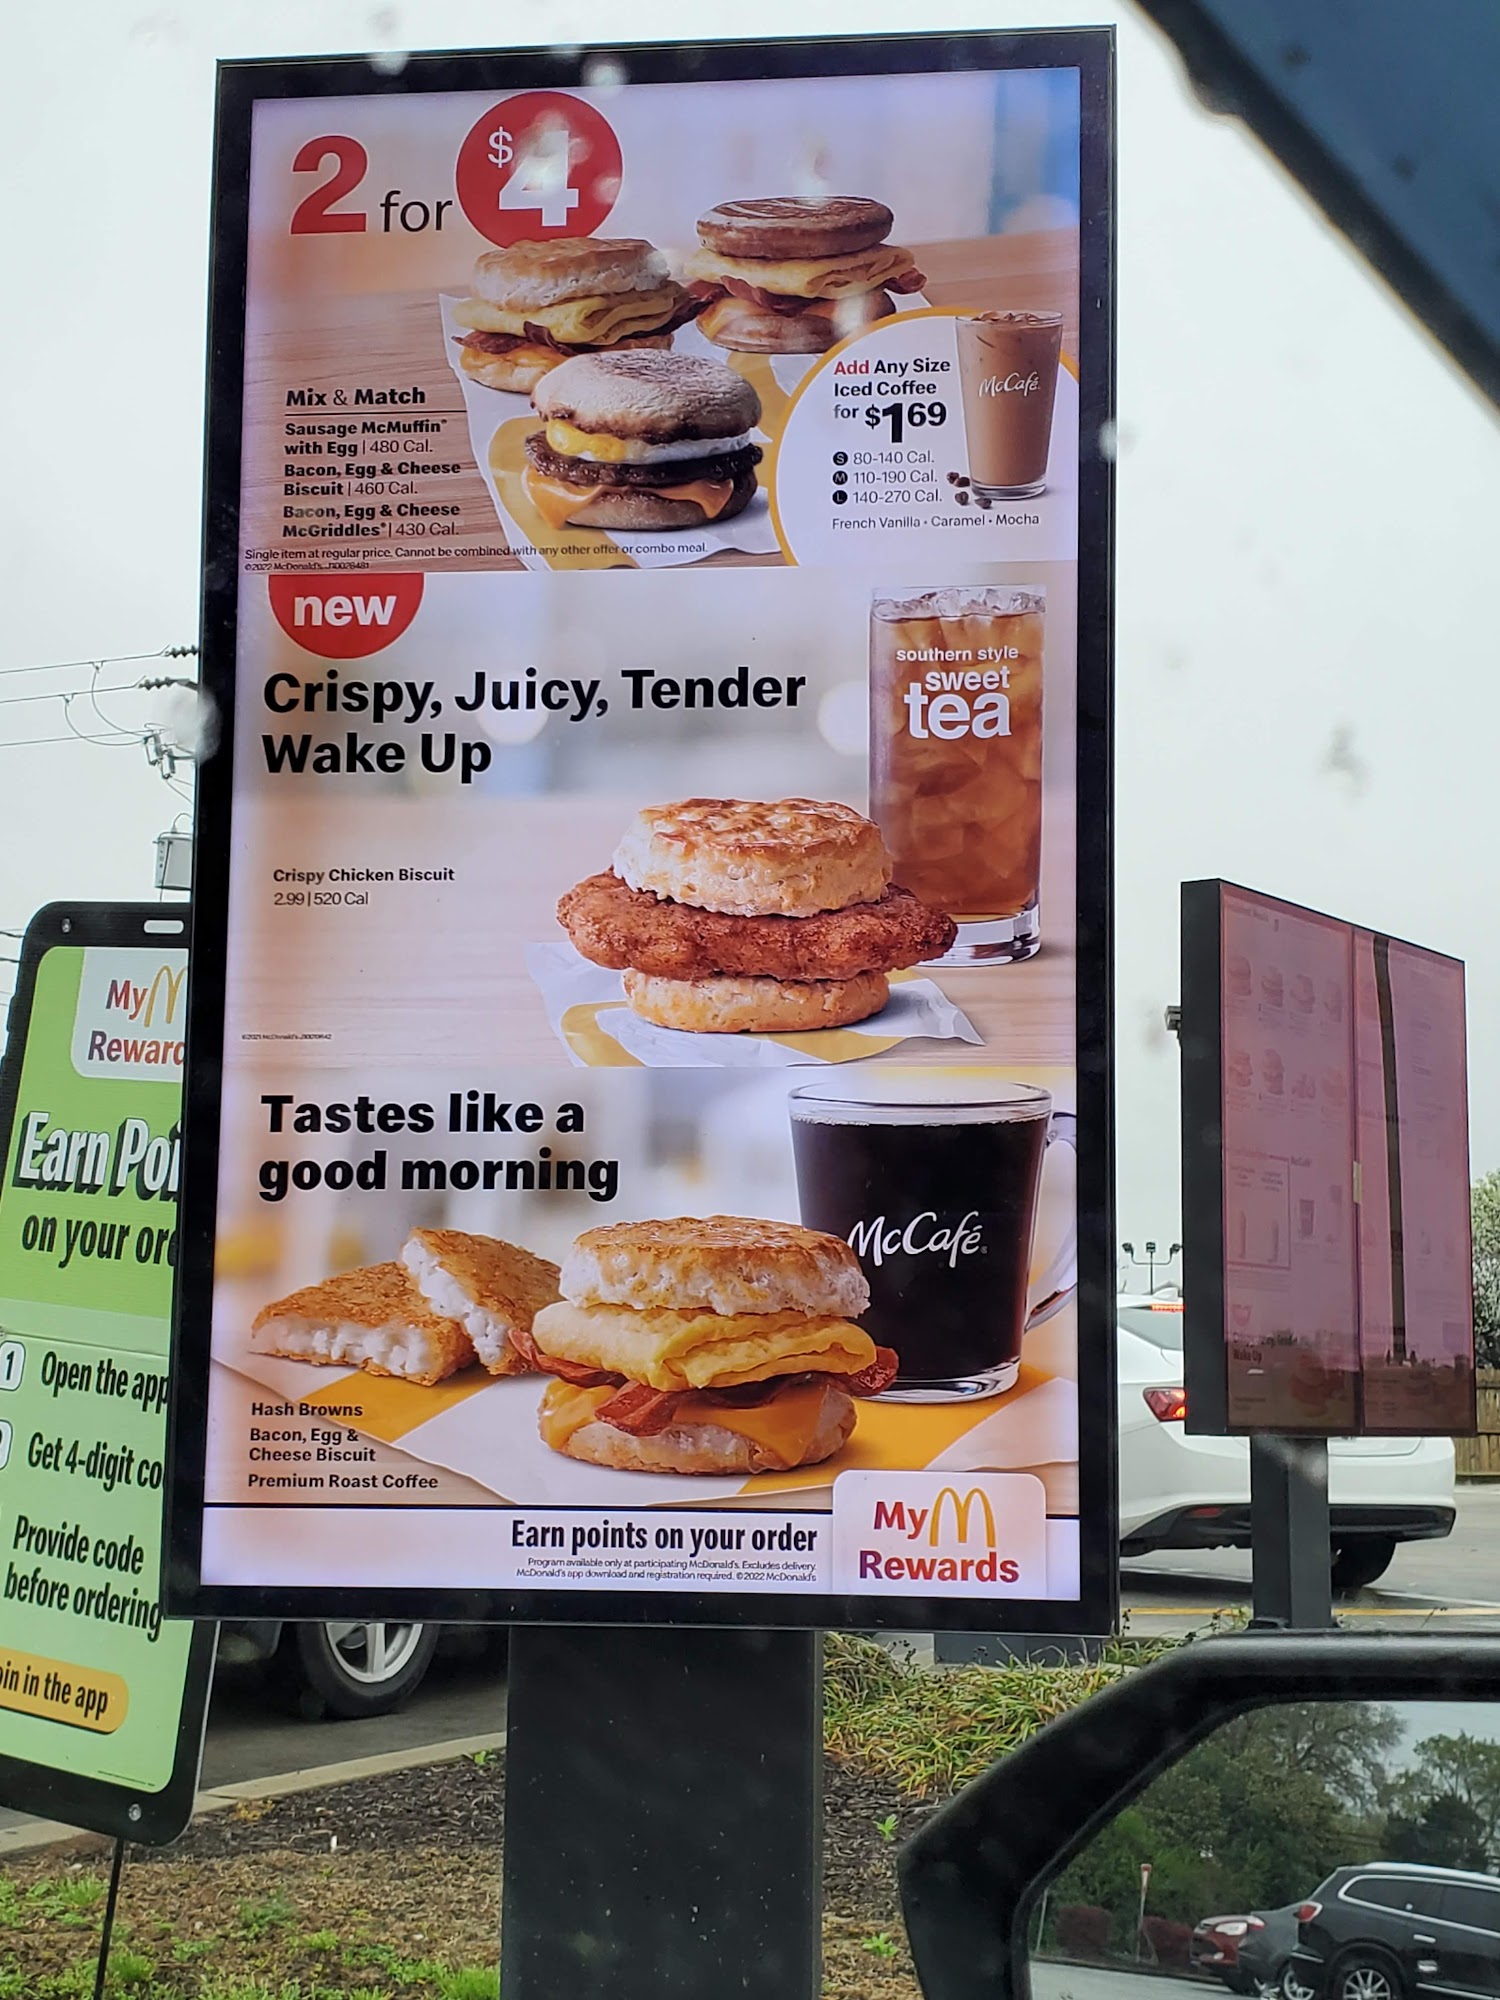 2 for $4
Mix & Match
Sausage McMuffin®
with Egg | 480 Cal.
Bacon, Egg & Cheese
Biscuit | 460 Cal.
Bacon, Egg & Cheese
McGriddles® | 430 Cal.
Single item at regular price. Cannot be combined with any other offer or combo meal.
©2022 McDonald's
Add Any Size
Iced Coffee
for $1 69
S 80-140 Cal.
M 110-190 Cal.
L 140-270 Cal.
French Vanilla • Caramel • Mocha
McCafé
new
Crispy, Juicy, Tender
Wake Up
southern style
sweet
tea
Crispy Chicken Biscuit
2.99 | 520 Cal
Tastes like a
good morning
McCafé®
Hash Browns
Bacon, Egg &
Cheese Biscuit
Premium Roast Coffee
Earn points on your order
Program available only at participating McDonald's. Excludes delivery.
McDonald's app download and registration required. ©2022 McDonald's
My
Rewards
My
Reward
Earn Poi
on your or
1 Open the app
Get 4-digit co
Provide code
before ordering
in in the app
Wake Up